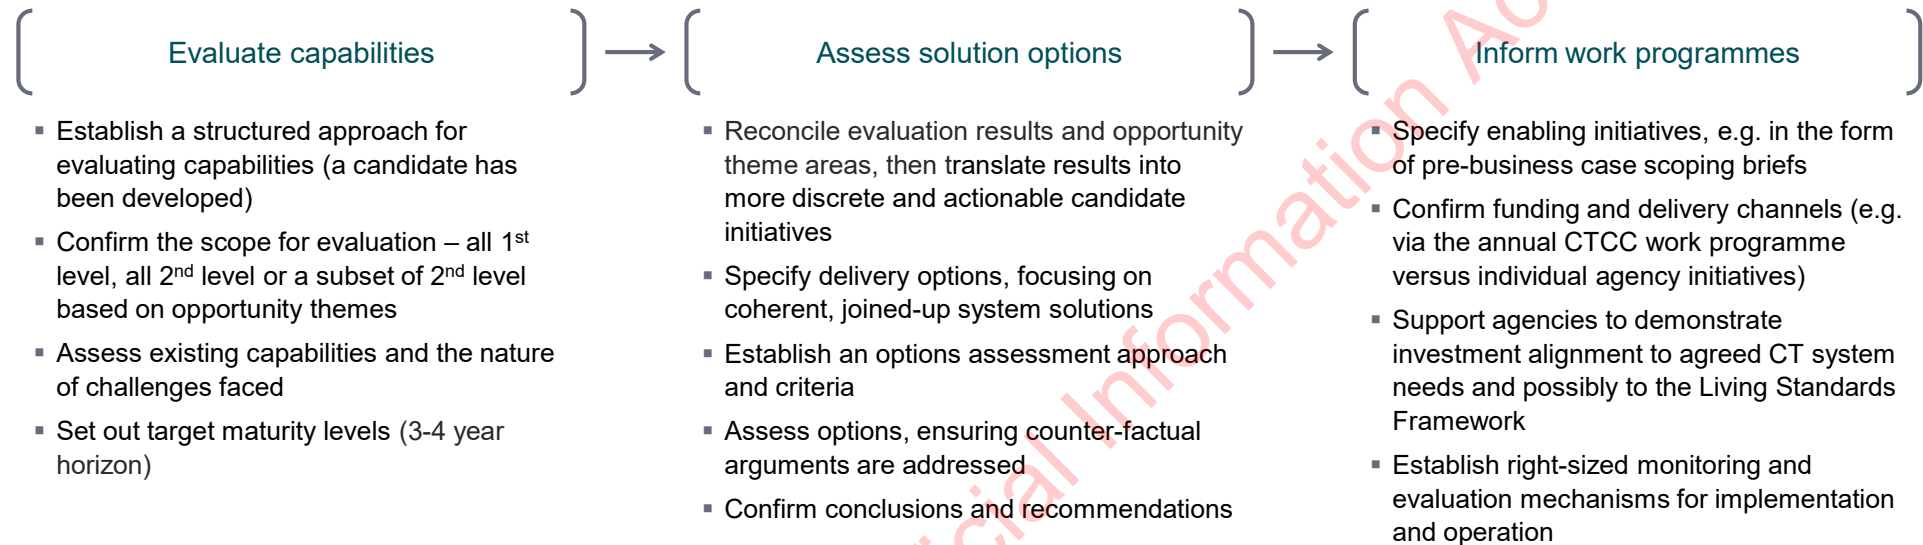 Evaluate capabilities
▪ Establish a structured approach for
evaluating capabilities (a candidate has
been developed)
▪ Confirm the scope for evaluation – all 1st
level, all 2nd level or a subset of 2nd level
based on opportunity themes
▪ Assess existing capabilities and the nature
of challenges faced
▪ Set out target maturity levels (3-4 year
horizon)
Assess solution options
▪ Reconcile evaluation results and opportunity
theme areas, then translate results into
more discrete and actionable candidate
initiatives
▪ Specify delivery options, focusing on
coherent, joined-up system solutions
▪ Establish an options assessment approach
and criteria
▪ Assess options, ensuring counter-factual
arguments are addressed
▪ Confirm conclusions and recommendations
Inform work programmes
▪ Specify enabling initiatives, e.g. in the form
of pre-business case scoping briefs
▪ Confirm funding and delivery channels (e.g.
via the annual CTCC work programme
versus individual agency initiatives)
▪ Support agencies to demonstrate
investment alignment to agreed CT system
needs and possibly to the Living Standards
Framework
▪ Establish right-sized monitoring and
evaluation mechanisms for implementation
and operation
Information